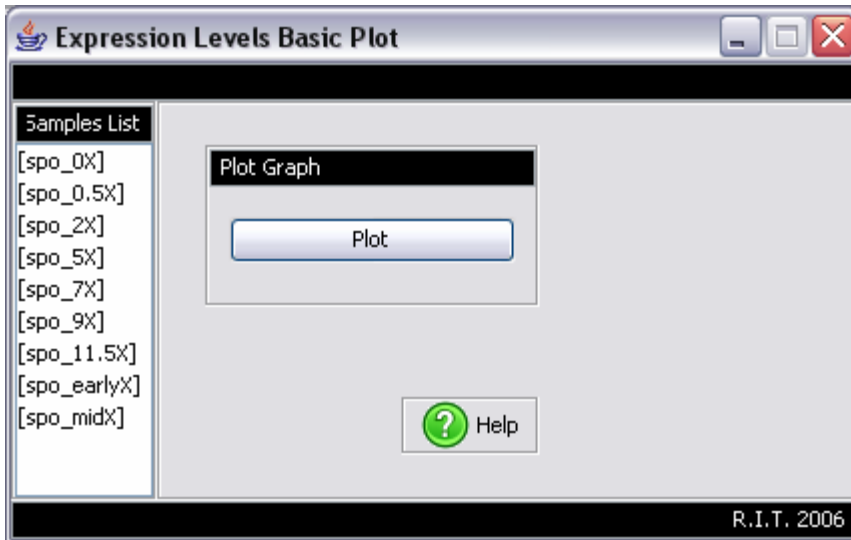 Expression Levels Basic Plot
Samples List
[spo_0X]
[spo_0.5X]
[spo_2X]
[spo_5X]
[spo_7X]
[spo_9X]
[spo_11.5X]
[spo_earlyX]
[spo_midX]
Plot Graph
Plot
? Help
R.I.T. 2006